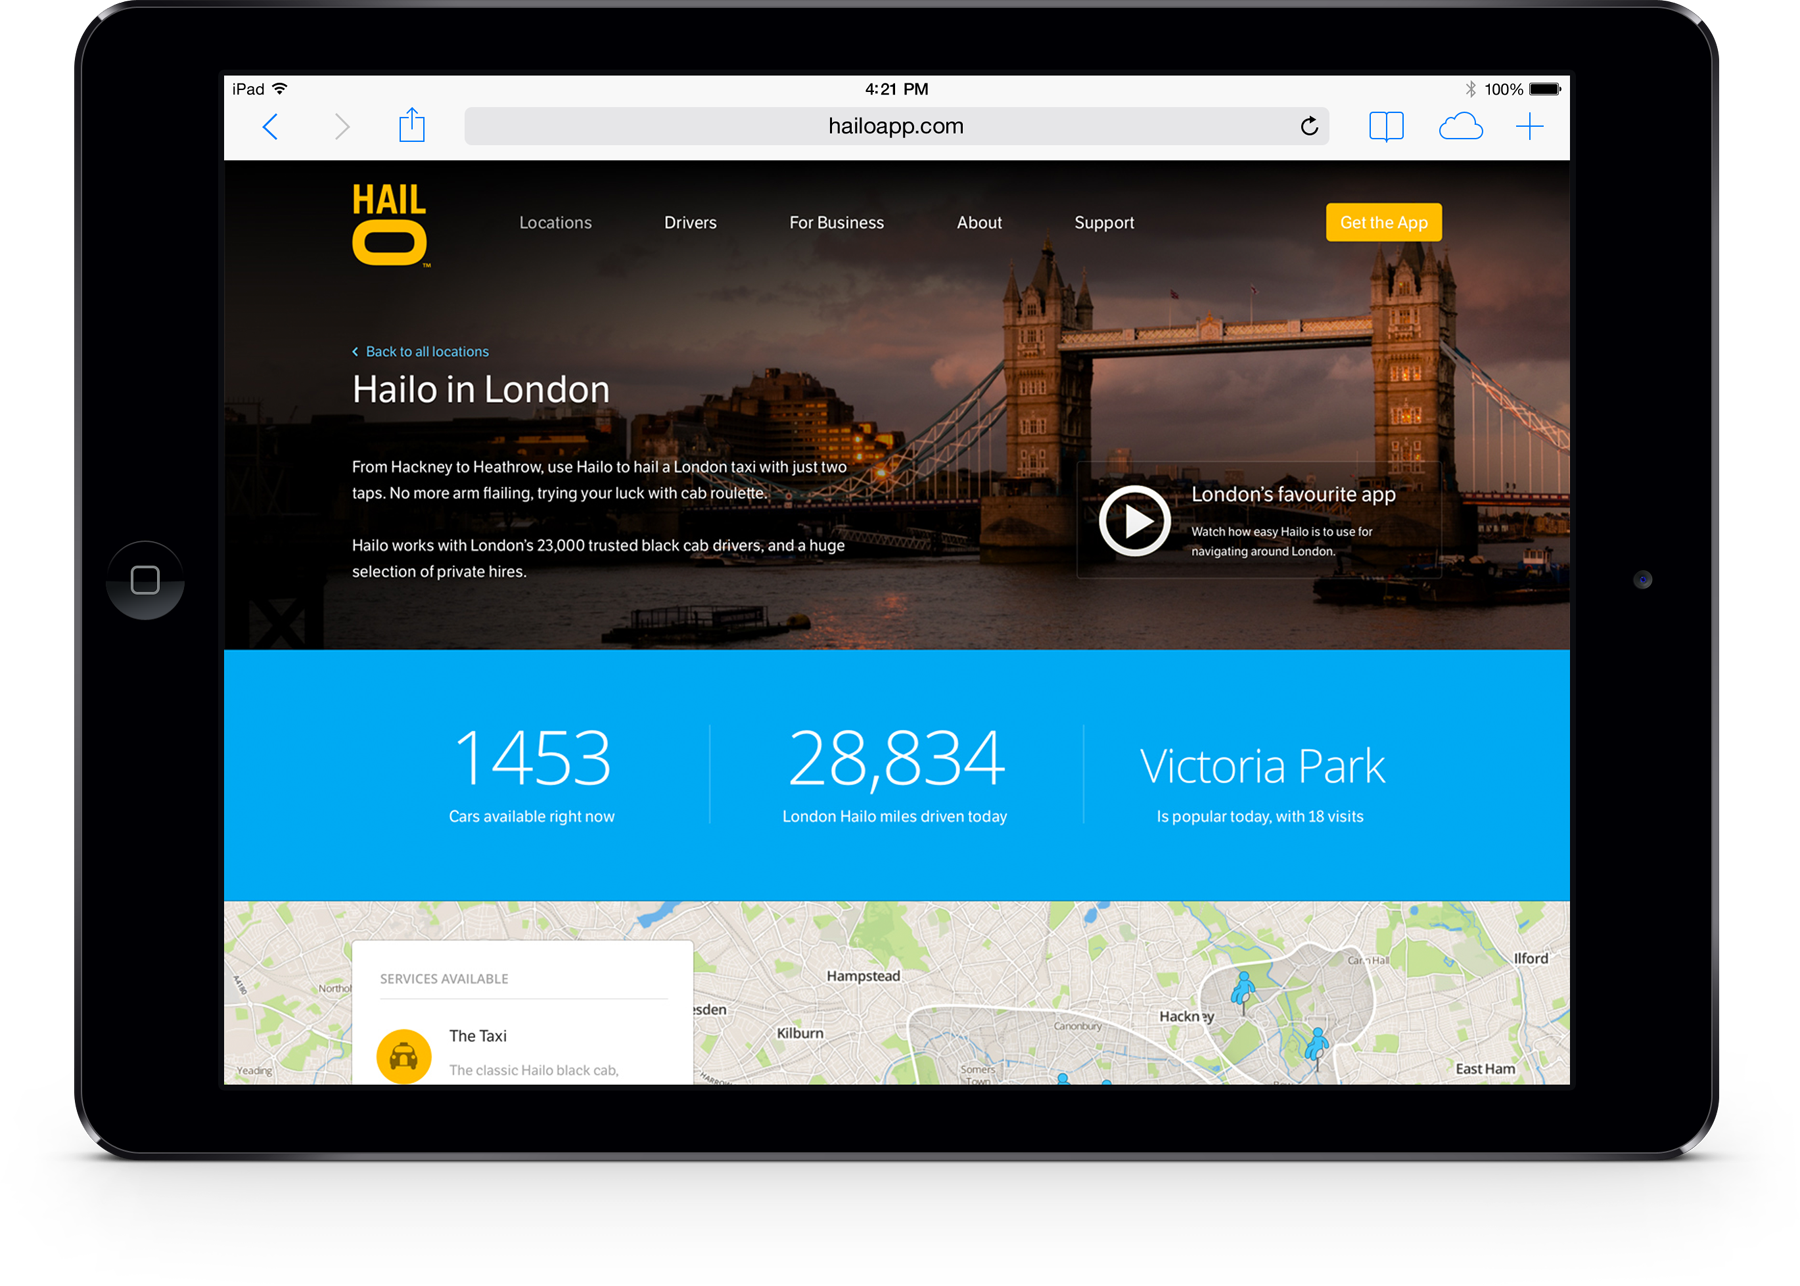 iPad
4:21 PM
100%
hailoapp.com
HAIL
O™
Locations
Drivers
For Business
About
Support
Get the App
Back to all locations
Hailo in London
From Hackney to Heathrow, use Hailo to hail a London taxi with just two
taps. No more arm flailing, trying your luck with cab roulette.
Hailo works with London's 23,000 trusted black cab drivers, and a huge
selection of private hires.
London's favourite app
Watch how easy Hailo is to use for
navigating around London.
1453
Cars available right now
28,834
London Hailo miles driven today
Victoria Park
Is popular today, with 18 visits
SERVICES AVAILABLE
The Taxi
The classic Hailo black cab,
A4180
Northol
Yeading
esden
Hampstead
Kilburn
HARROW
Canonbury
Somers
Town
Hackney
Ilford
East Ham